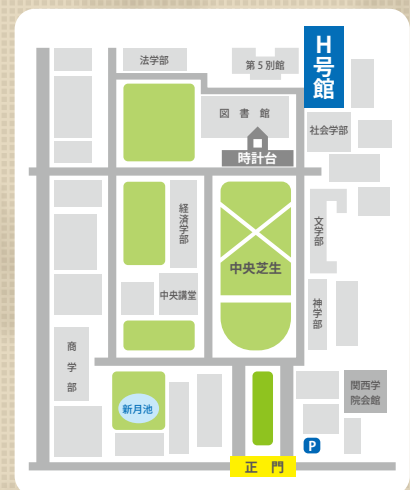 H号館
法学部
第5別館
図書館
社会学部
時計台
経済学部
文学部
中央芝生
中央講堂
神学部
商学部
関西学
院会館
新月池
P
正門